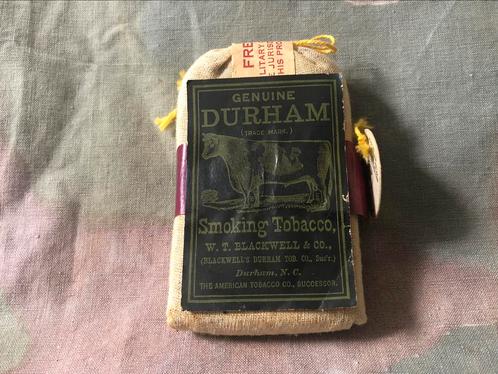 FRE
LITARY
E JURIS
HIS PRO
GENUINE
DURHAM
(TRADE MARK.)
Smoking Tobacco,
W. T. BLACKWELL & CO.,
(BLACKWELL'S DURHAM TOB. CO., Suc'r.)
Durham, N. C.
THE AMERICAN TOBACCO CO., SUCCESSOR.